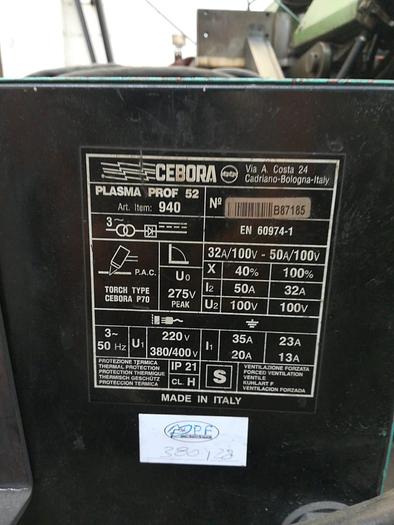 CEBORA
Via A. Costa 24
Cadriano-Bologna-Italy
PLASMA PROF 52
Art. Item: 940
Nº B87185
3~
EN 60974-1
P.A.C.
TORCH TYPE
CEBORA P70
U0
275V
PEAK
32A/100V - 50A/100V
X 40% 100%
I2 50A 32A
U2 100V 100V
3~
50 Hz
U1
220V
380/400V
I1
35A 23A
20A 13A
PROTEZIONE TERMICA
THERMAL PROTECTION
PROTECTION THERMIQUE
THERMISCH GESCHÜTZ
PROTECCION TERMICA
IP 21
CL. H
S
VENTILAZIONE FORZATA
FORCED VENTILATION
VENTILE
KUHLART F
VENTILACION FORZADA
MADE IN ITALY